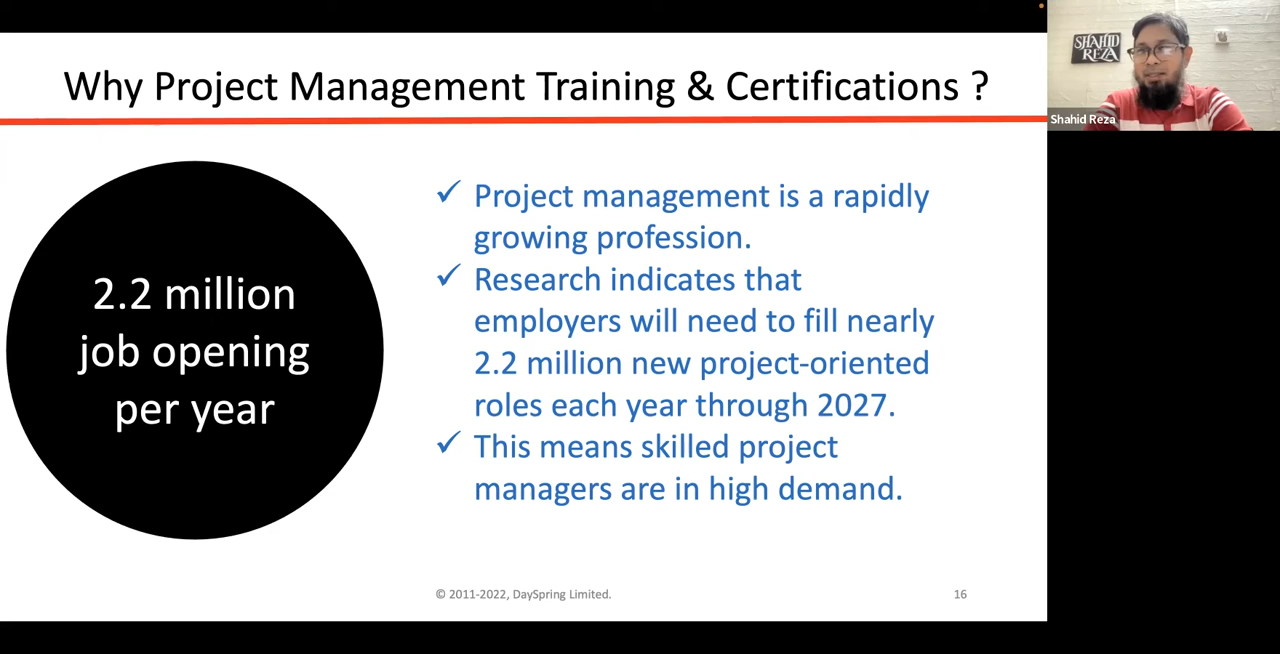 Why Project Management Training & Certifications ?
SHAHID
REZA
Shahid Reza
2.2 million
job opening
per year
✓ Project management is a rapidly
growing profession.
✓ Research indicates that
employers will need to fill nearly
2.2 million new project-oriented
roles each year through 2027.
✓ This means skilled project
managers are in high demand.
© 2011-2022, DaySpring Limited.
16